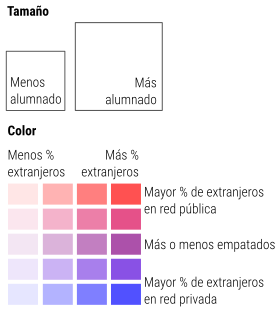 Tamaño
Menos
alumnado
Más
alumnado
Color
Menos %
extranjeros
Más %
extranjeros
Mayor % de extranjeros
en red pública
Más o menos empatados
Mayor % de extranjeros
en red privada